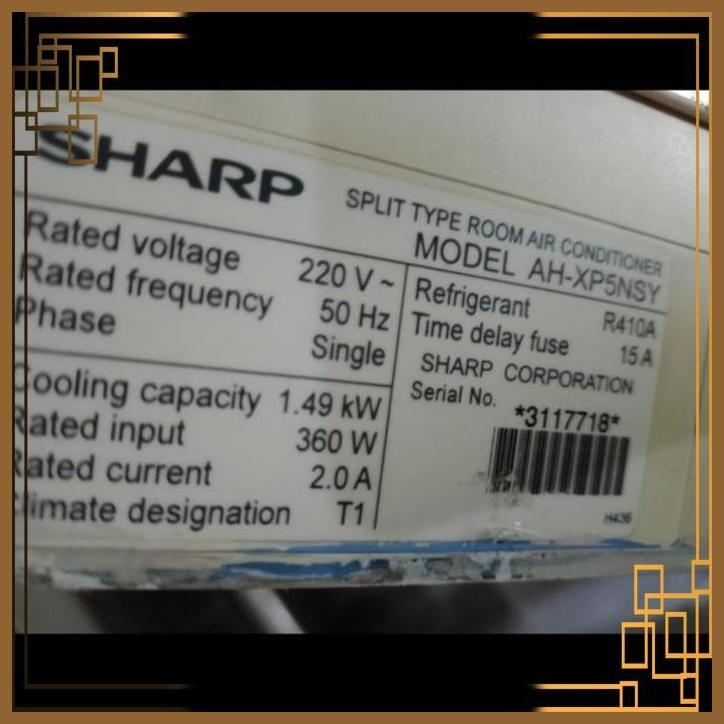 SHARP
SPLIT TYPE ROOM AIR CONDITIONER
MODEL AH-XP5NSY
Rated voltage 220 V ~
Rated frequency 50 Hz
Phase Single
Cooling capacity 1.49 kW
Rated input 360 W
Rated current 2.0 A
Climate designation T1
Refrigerant R410A
Time delay fuse 15 A
SHARP CORPORATION
Serial No.
*3117718*
H436